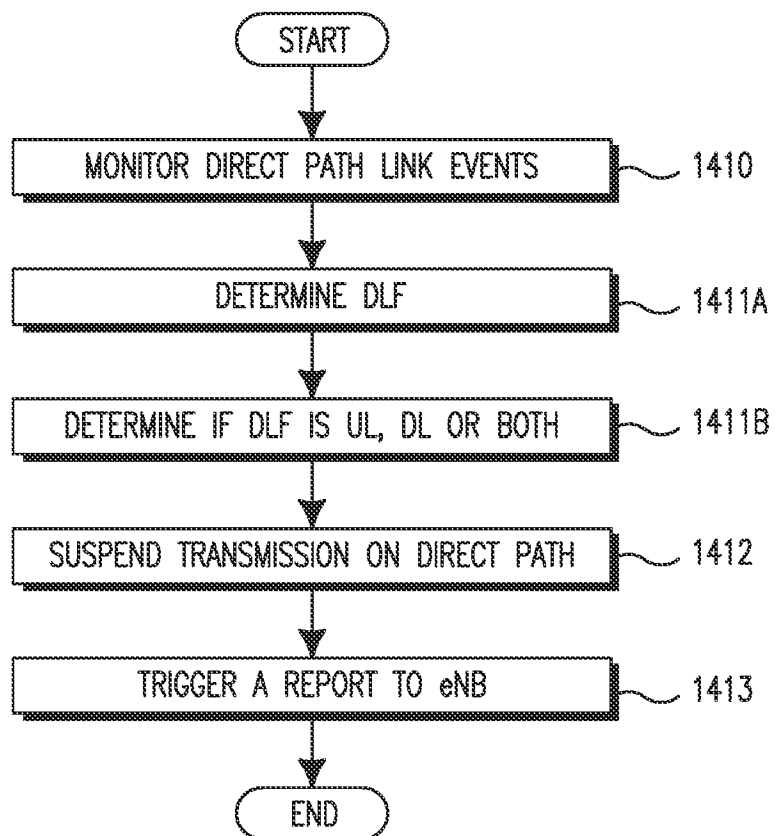 START
MONITOR DIRECT PATH LINK EVENTS
1410
DETERMINE DLF
1411A
DETERMINE IF DLF IS UL, DL OR BOTH
1411B
SUSPEND TRANSMISSION ON DIRECT PATH
1412
TRIGGER A REPORT TO eNB
1413
END